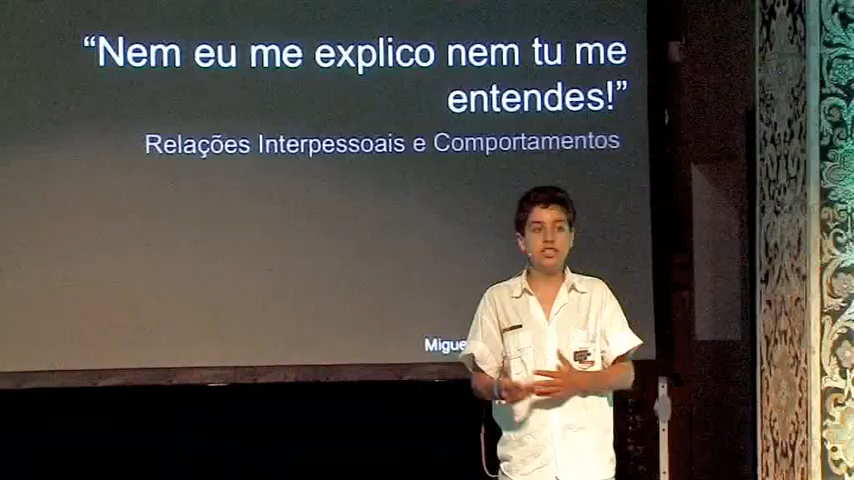 “Nem eu me explico nem tu me
entendes!”
Relações Interpessoais e Comportamentos